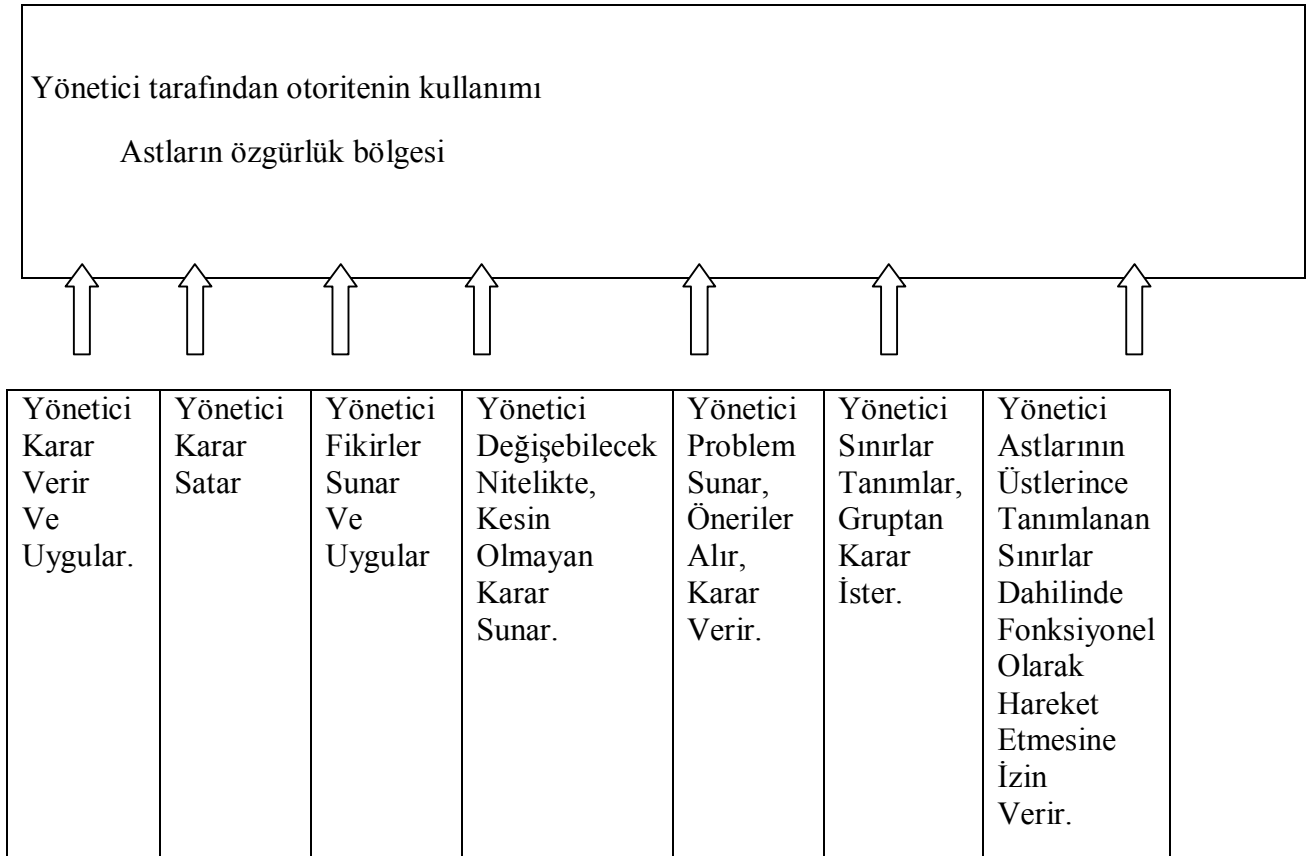 Yönetici tarafından otoritenin kullanımı
Astların özgürlük bölgesi
Yönetici
Karar
Verir
Ve
Uygular.
Yönetici
Karar
Satar
Yönetici
Fikirler
Sunar
Ve
Uygular
Yönetici
Değişebilecek
Nitelikte,
Kesin
Olmayan
Karar
Sunar.
Yönetici
Problem
Sunar,
Öneriler
Alır,
Karar
Verir.
Yönetici
Sınırlar
Tanımlar,
Gruptan
Karar
İster.
Yönetici
Astlarının
Üstlerince
Tanımlanan
Sınırlar
Dahilinde
Fonksiyonel
Olarak
Hareket
Etmesine
İzin
Verir.